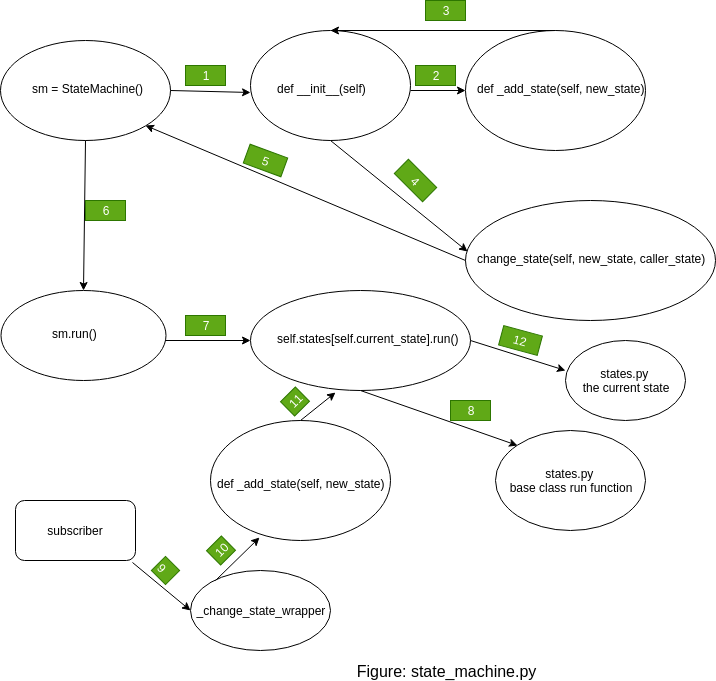 3
1
2
sm = StateMachine()
def __init__(self)
def _add_state(self, new_state)
5
4
6
change_state(self, new_state, caller_state)
7
12
sm.run()
self.states[self.current_state].run()
states.py
the current state
11
8
def _add_state(self, new_state)
states.py
base class run function
subscriber
10
9
_change_state_wrapper
Figure: state_machine.py